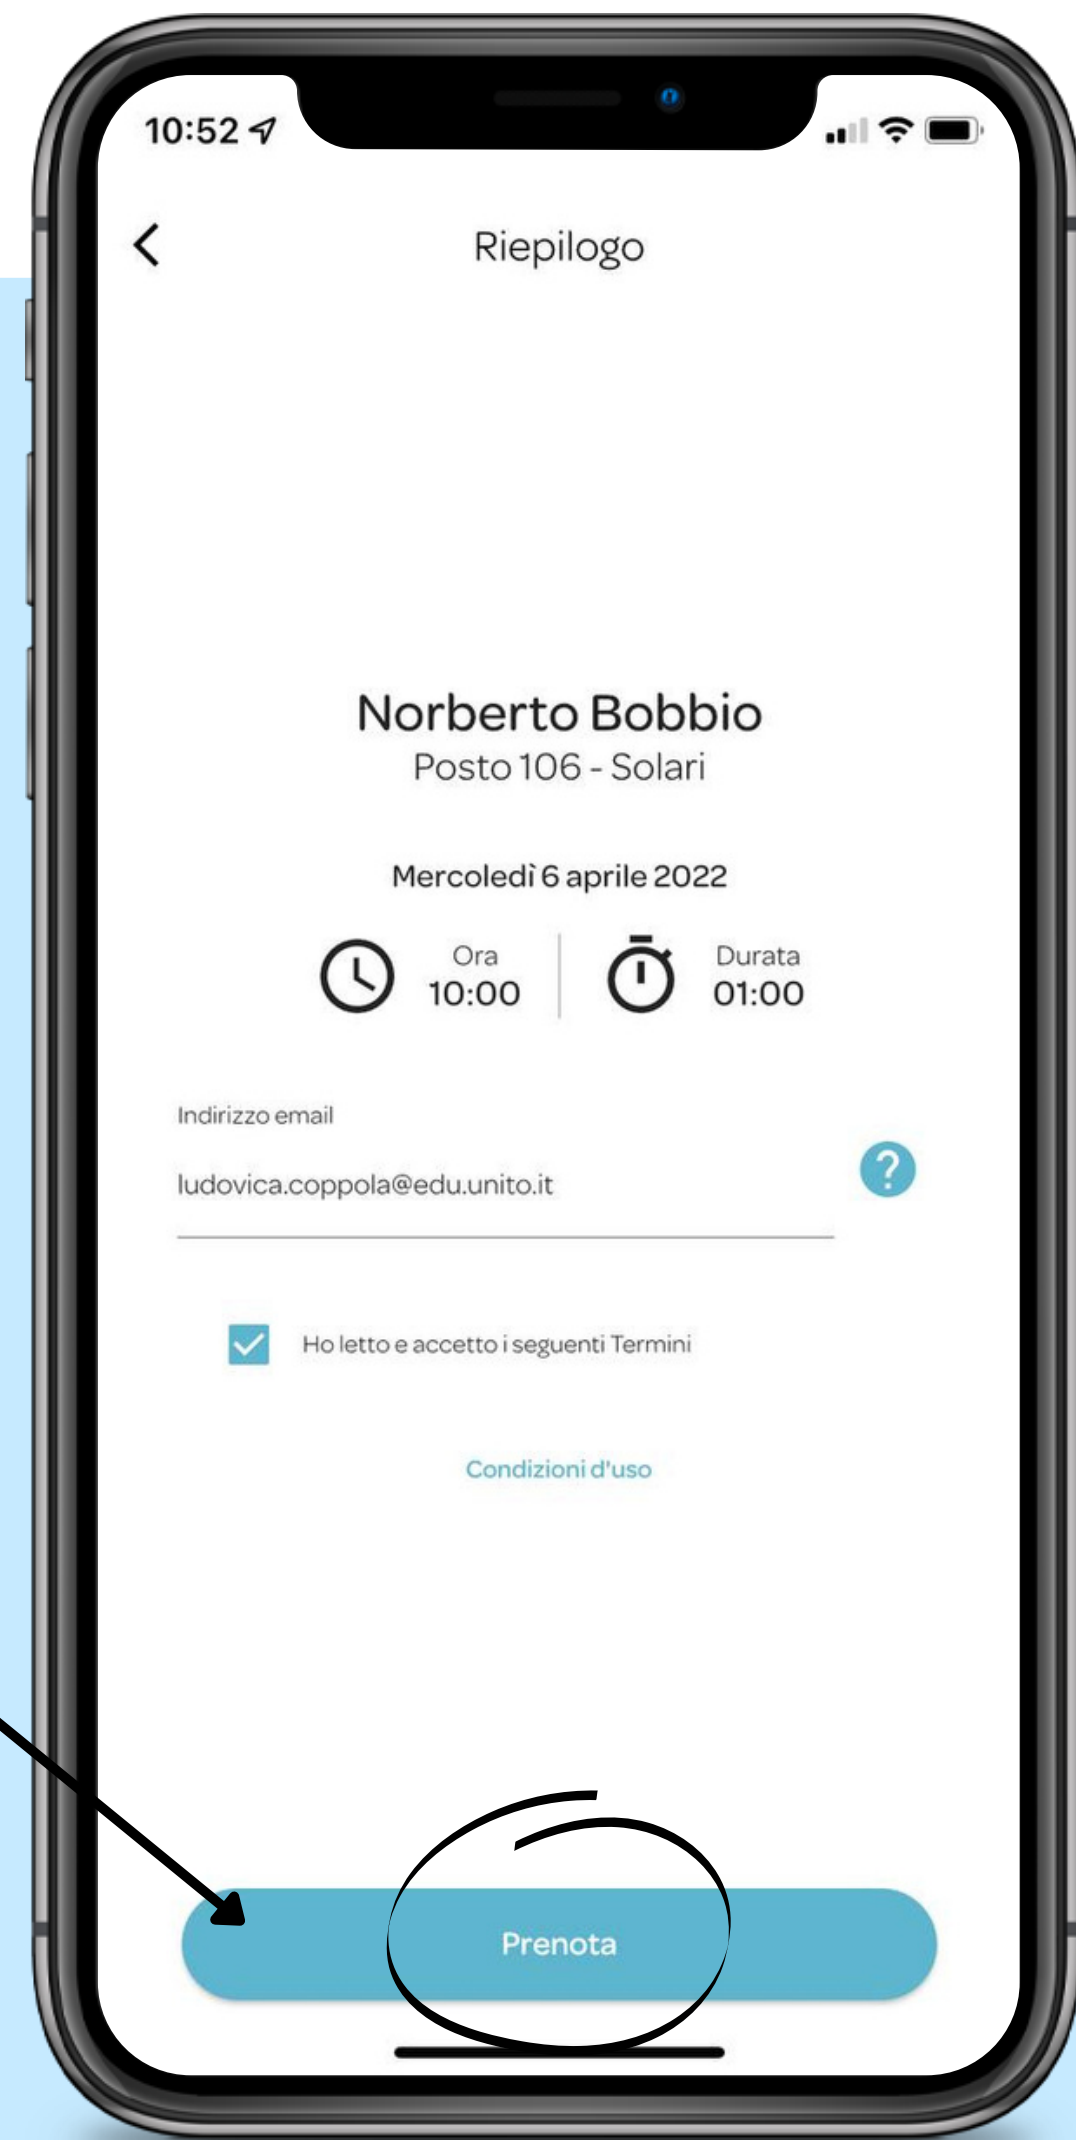 10:52
Riepilogo
Norberto Bobbio
Posto 106 - Solari
Mercoledì 6 aprile 2022
Ora
10:00
Durata
01:00
Indirizzo email
ludovica.coppola@edu.unito.it
?
Ho letto e accetto i seguenti Termini
Condizioni d'uso
Prenota